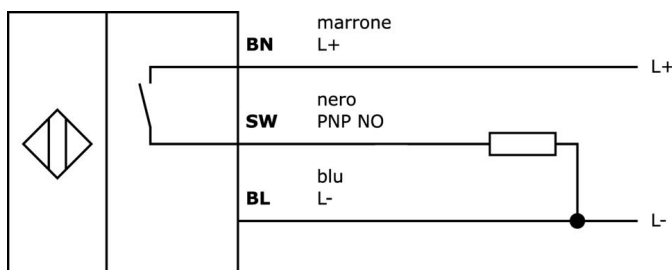 marrone
BN L+
L+
nero
SW PNP NO
blu
BL L-
L-